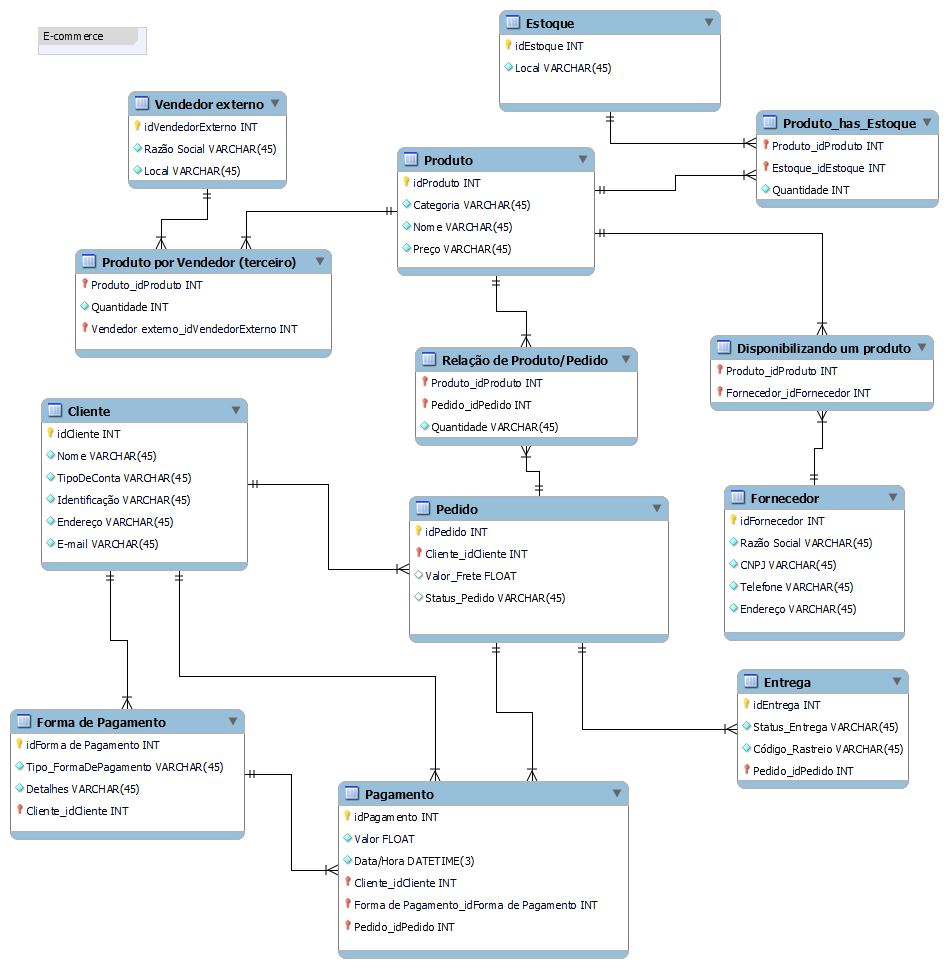 E-commerce
Estoque
idEstoque INT
Local VARCHAR(45)
Vendedor externo
idVendedorExterno INT
Razão Social VARCHAR(45)
Local VARCHAR(45)
Produto_has_Estoque
Produto_idProduto INT
Estoque_idEstoque INT
Quantidade INT
Produto
idProduto INT
Categoria VARCHAR(45)
Nome VARCHAR(45)
Preço VARCHAR(45)
Produto por Vendedor (terceiro)
Produto_idProduto INT
Quantidade INT
Vendedor externo_idVendedorExterno INT
Relação de Produto/Pedido
Produto_idProduto INT
Pedido_idPedido INT
Quantidade VARCHAR(45)
Disponibilizando um produto
Produto_idProduto INT
Fornecedor_idFornecedor INT
Cliente
idCliente INT
Nome VARCHAR(45)
TipoDeConta VARCHAR(45)
Identificação VARCHAR(45)
Endereço VARCHAR(45)
E-mail VARCHAR(45)
Pedido
idPedido INT
Cliente_idCliente INT
Valor_Frete FLOAT
Status_Pedido VARCHAR(45)
Fornecedor
idFornecedor INT
Razão Social VARCHAR(45)
CNPJ VARCHAR(45)
Telefone VARCHAR(45)
Endereço VARCHAR(45)
Entrega
idEntrega INT
Status_Entrega VARCHAR(45)
Código_Rastreio VARCHAR(45)
Pedido_idPedido INT
Forma de Pagamento
idForma de Pagamento INT
Tipo_FormaDePagamento VARCHAR(45)
Detalhes VARCHAR(45)
Cliente_idCliente INT
Pagamento
idPagamento INT
Valor FLOAT
Data/Hora DATETIME(3)
Cliente_idCliente INT
Forma de Pagamento_idForma de Pagamento INT
Pedido_idPedido INT